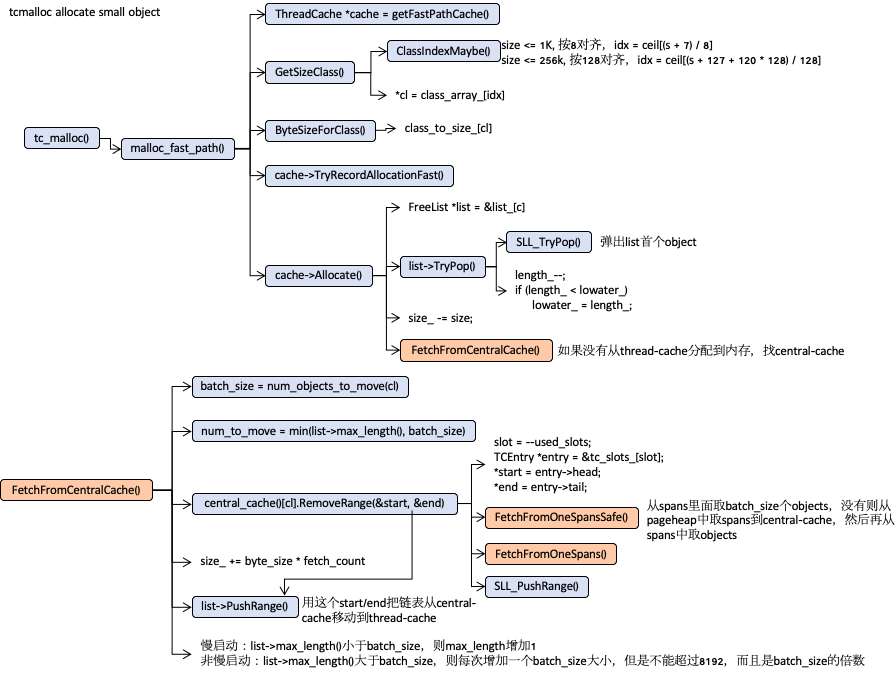 tcmalloc allocate small object
ThreadCache *cache = getFastPathCache()
ClassIndexMaybe()
size <= 1K, 按8对齐， idx = ceil[(s + 7) / 8]
size <= 256k, 按128对齐， idx = ceil[(s + 127 + 120 * 128) / 128]
GetSizeClass()
*cl = class_array_[idx]
tc_malloc()
malloc_fast_path()
ByteSizeForClass()
class_to_size_[cl]
cache->TryRecordAllocationFast()
FreeList *list = &list_[c]
SLL_TryPop()
弹出list首个object
cache->Allocate()
list->TryPop()
length_--;
if (length_ < lowater_)
lowater_ = length_;
size_ -= size;
FetchFromCentralCache()
如果没有从thread-cache分配到内存，找central-cache
batch_size = num_objects_to_move(cl)
num_to_move = min(list->max_length(), batch_size)
slot = --used_slots;
TCEntry *entry = &tc_slots_[slot];
*start = entry->head;
*end = entry->tail;
FetchFromCentralCache()
central_cache()[cl].RemoveRange(&start, &end)
FetchFromOneSpansSafe()
从spans里面取batch_size个objects，没有则从
pageheap中取spans到central-cache，然后再从
spans中取objects
FetchFromOneSpans()
size_ += byte_size * fetch_count
SLL_PushRange()
list->PushRange()
用这个start/end把链表从central-
cache移动到thread-cache
慢启动：list->max_length()小于batch_size，则max_length增加1
非慢启动：list->max_length()大于batch_size，则每次增加一个batch_size大小，但是不能超过8192，而且是batch_size的倍数